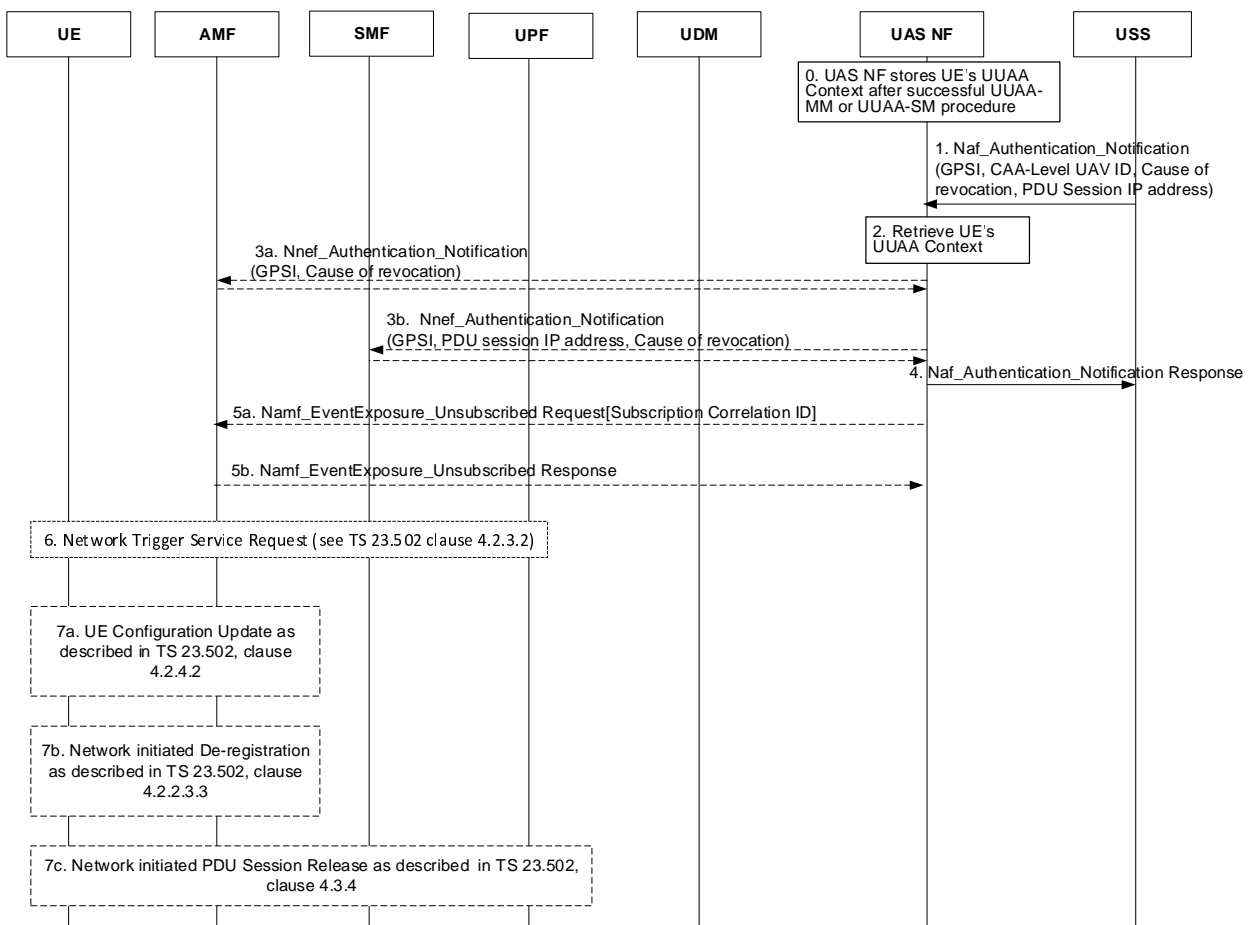 UE
AMF
SMF
UPF
UDM
UAS NF
USS
0. UAS NF stores UE's UUAA
Context after successful UUAA-
MM or UUAA-SM procedure
1. Naf_Authentication_Notification
(GPSI, CAA-Level UAV ID, Cause of
revocation, PDU Session IP address)
2. Retrieve UE's
UUAA Context
3a. Nnef_Authentication_Notification
(GPSI, Cause of revocation)
3b. Nnef_Authentication_Notification
(GPSI, PDU session IP address, Cause of revocation)
4. Naf_Authentication_Notification Response
5a. Namf_EventExposure_Unsubscribed Request[Subscription Correlation ID]
5b. Namf_EventExposure_Unsubscribed Response
6. Network Trigger Service Request (see TS 23.502 clause 4.2.3.2)
7a. UE Configuration Update as
described in TS 23.502, clause
4.2.4.2
7b. Network initiated De-registration
as described in TS 23.502, clause
4.2.2.3.3
7c. Network initiated PDU Session Release as described in TS 23.502,
clause 4.3.4